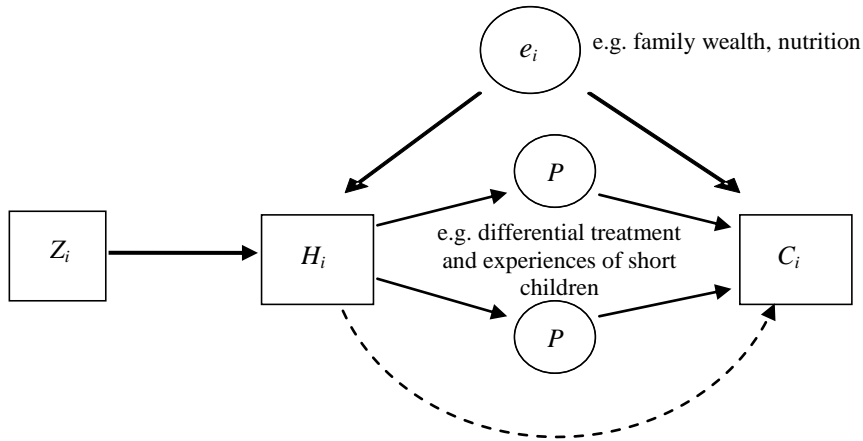 e_i
e.g. family wealth, nutrition
P
Z_i
H_i
e.g. differential treatment
and experiences of short
children
C_i
P